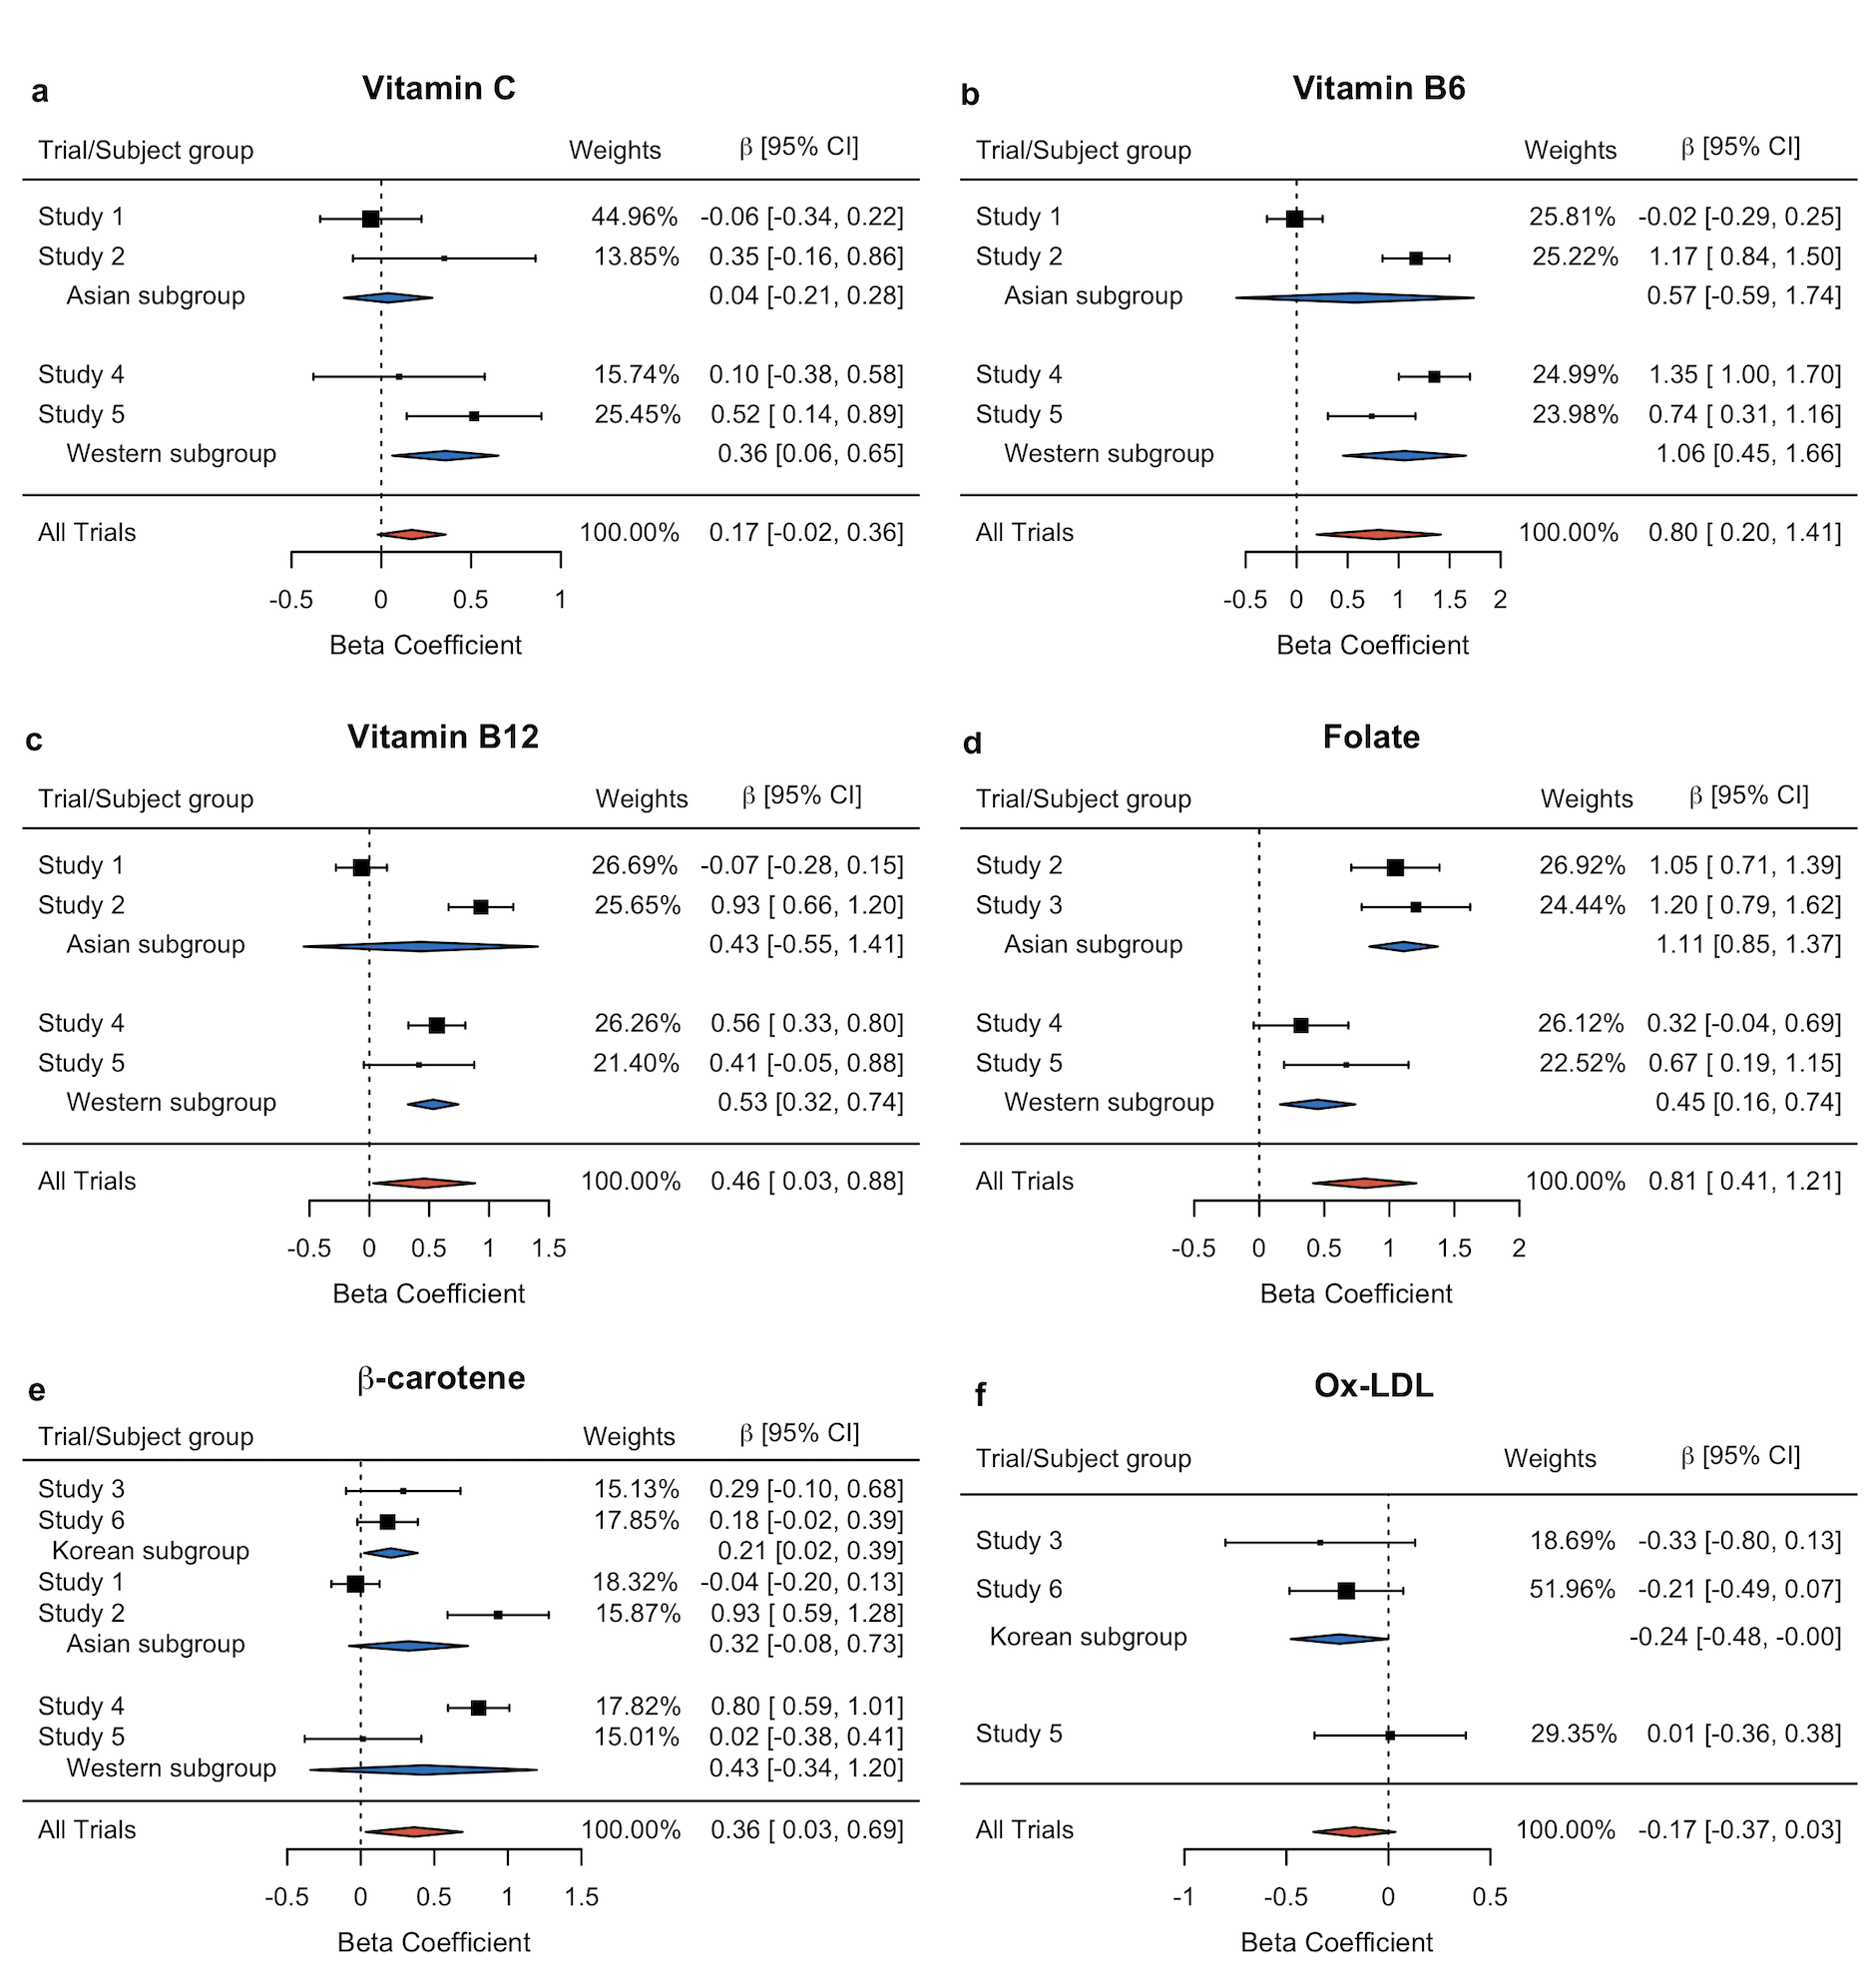 a Vitamin C
Trial/Subject group Weights β [95% CI]
Study 1 44.96% -0.06 [-0.34, 0.22]
Study 2 13.85% 0.35 [-0.16, 0.86]
Asian subgroup 0.04 [-0.21, 0.28]
Study 4 15.74% 0.10 [-0.38, 0.58]
Study 5 25.45% 0.52 [ 0.14, 0.89]
Western subgroup 0.36 [0.06, 0.65]
All Trials 100.00% 0.17 [-0.02, 0.36]
-0.5 0 0.5 1
Beta Coefficient
b Vitamin B6
Trial/Subject group Weights β [95% CI]
Study 1 25.81% -0.02 [-0.29, 0.25]
Study 2 25.22% 1.17 [ 0.84, 1.50]
Asian subgroup 0.57 [-0.59, 1.74]
Study 4 24.99% 1.35 [ 1.00, 1.70]
Study 5 23.98% 0.74 [ 0.31, 1.16]
Western subgroup 1.06 [0.45, 1.66]
All Trials 100.00% 0.80 [ 0.20, 1.41]
-0.5 0 0.5 1 1.5 2
Beta Coefficient
c Vitamin B12
Trial/Subject group Weights β [95% CI]
Study 1 26.69% -0.07 [-0.28, 0.15]
Study 2 25.65% 0.93 [ 0.66, 1.20]
Asian subgroup 0.43 [-0.55, 1.41]
Study 4 26.26% 0.56 [ 0.33, 0.80]
Study 5 21.40% 0.41 [-0.05, 0.88]
Western subgroup 0.53 [0.32, 0.74]
All Trials 100.00% 0.46 [ 0.03, 0.88]
-0.5 0 0.5 1 1.5
Beta Coefficient
d Folate
Trial/Subject group Weights β [95% CI]
Study 2 26.92% 1.05 [ 0.71, 1.39]
Study 3 24.44% 1.20 [ 0.79, 1.62]
Asian subgroup 1.11 [0.85, 1.37]
Study 4 26.12% 0.32 [-0.04, 0.69]
Study 5 22.52% 0.67 [ 0.19, 1.15]
Western subgroup 0.45 [0.16, 0.74]
All Trials 100.00% 0.81 [ 0.41, 1.21]
-0.5 0 0.5 1 1.5 2
Beta Coefficient
e β-carotene
Trial/Subject group Weights β [95% CI]
Study 3 15.13% 0.29 [-0.10, 0.68]
Study 6 17.85% 0.18 [-0.02, 0.39]
Korean subgroup 0.21 [0.02, 0.39]
Study 1 18.32% -0.04 [-0.20, 0.13]
Study 2 15.87% 0.93 [ 0.59, 1.28]
Asian subgroup 0.32 [-0.08, 0.73]
Study 4 17.82% 0.80 [ 0.59, 1.01]
Study 5 15.01% 0.02 [-0.38, 0.41]
Western subgroup 0.43 [-0.34, 1.20]
All Trials 100.00% 0.36 [ 0.03, 0.69]
-0.5 0 0.5 1 1.5
Beta Coefficient
f Ox-LDL
Trial/Subject group Weights β [95% CI]
Study 3 18.69% -0.33 [-0.80, 0.13]
Study 6 51.96% -0.21 [-0.49, 0.07]
Korean subgroup -0.24 [-0.48, -0.00]
Study 5 29.35% 0.01 [-0.36, 0.38]
All Trials 100.00% -0.17 [-0.37, 0.03]
-1 -0.5 0 0.5
Beta Coefficient